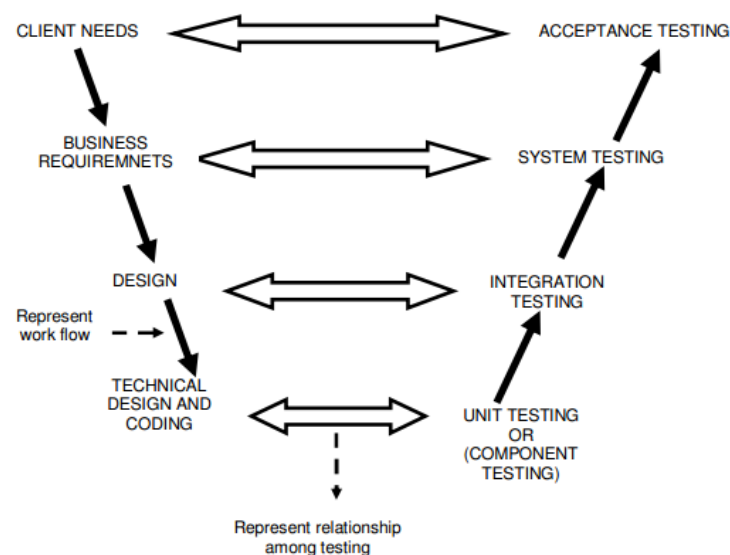 CLIENT NEEDS
ACCEPTANCE TESTING
BUSINESS
REQUIREMNETS
SYSTEM TESTING
DESIGN
INTEGRATION
TESTING
Represent
work flow
TECHNICAL
DESIGN AND
CODING
UNIT TESTING
OR
(COMPONENT
TESTING)
Represent relationship
among testing